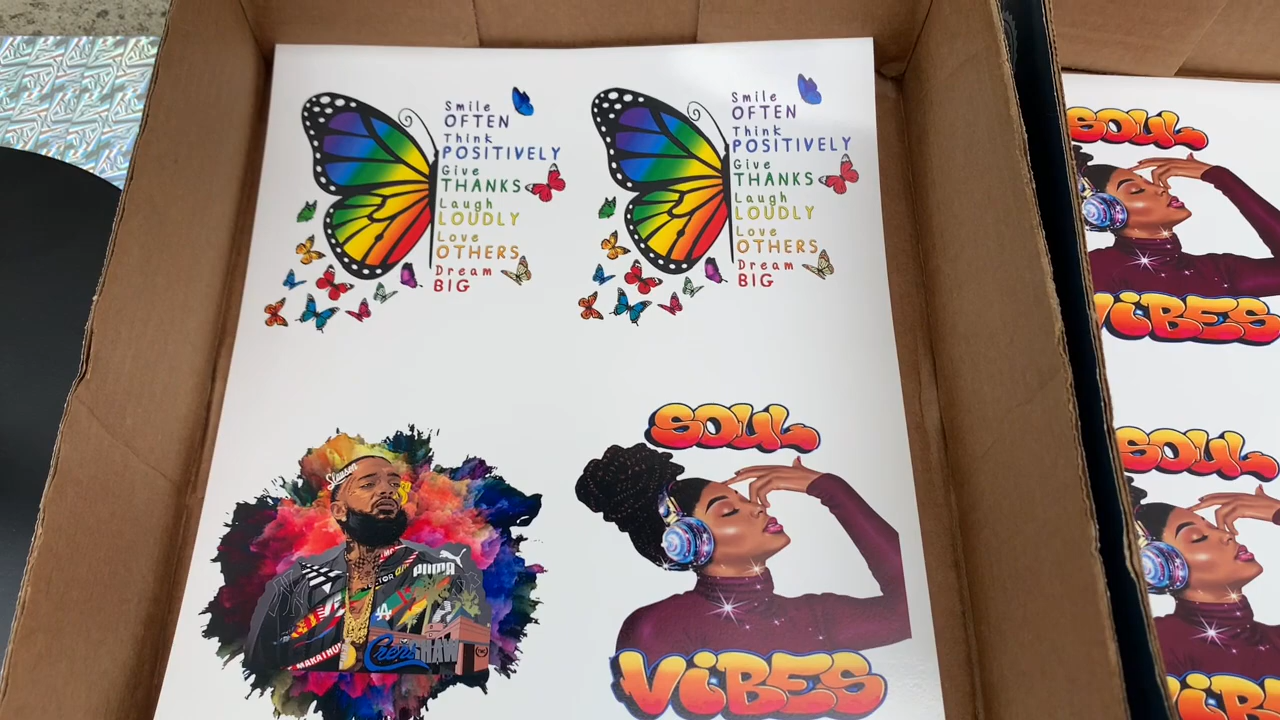 Smile
OFTEN
Think
POSITIVELY
Give
THANKS
Laugh
LOUDLY
Love
OTHERS
Dream
BIG
Smile
OFTEN
Think
POSITIVELY
Give
THANKS
Laugh
LOUDLY
Love
OTHERS
Dream
BIG
SOUL
VIBES
PUMA
LA
CrensHAW
SOUL
VIBES
SOUL